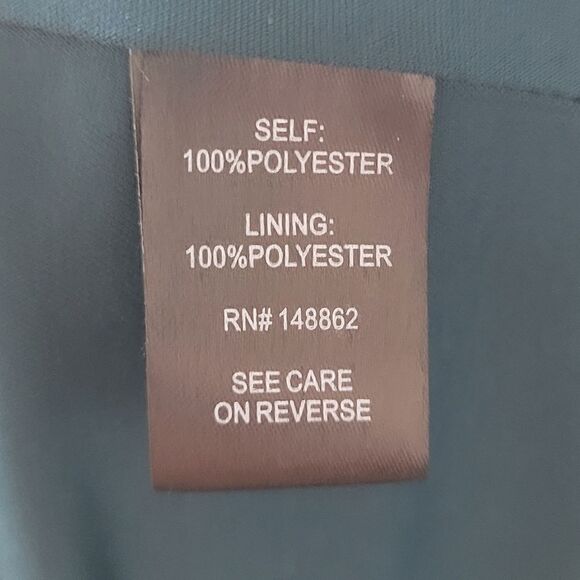 SELF:
100%POLYESTER
LINING:
100%POLYESTER
RN# 148862
SEE CARE
ON REVERSE